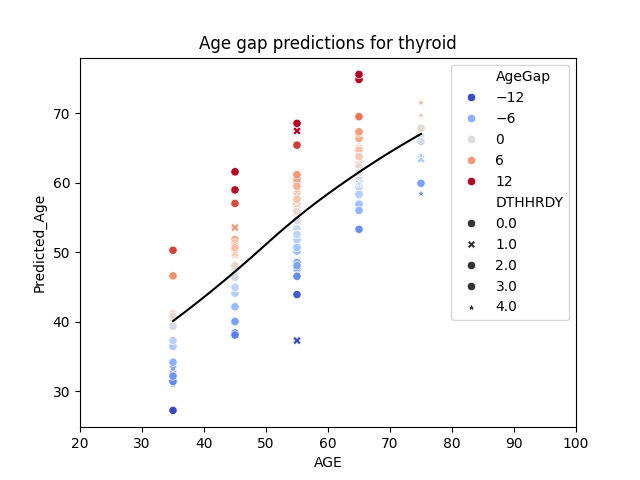 Age gap predictions for thyroid
Predicted_Age
70
60
50
40
30
20 30 40 50 60 70 80 90 100
AGE
AgeGap
−12
−6
0
6
12
DTHHRDY
0.0
1.0
2.0
3.0
4.0